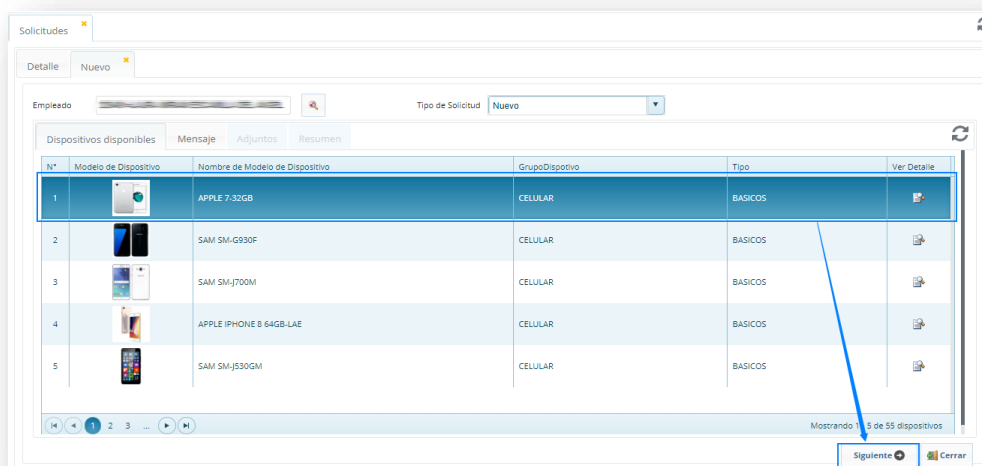 Solicitudes
Detalle Nuevo
Empleado Tipo de Solicitud Nuevo
Dispositivos disponibles Mensaje Adjuntos Resumen
N° Modelo de Dispositivo Nombre de Modelo de Dispositivo GrupoDispotivo Tipo Ver Detalle
1 APPLE 7-32GB CELULAR BASICOS
2 SAM SM-G930F CELULAR BASICOS
3 SAM SM-J700M CELULAR BASICOS
4 APPLE IPHONE 8 64GB-LAE CELULAR BASICOS
5 SAM SM-J530GM CELULAR BASICOS
1 2 3 ... Mostrando 1 5 de 55 dispositivos
Siguiente Cerrar